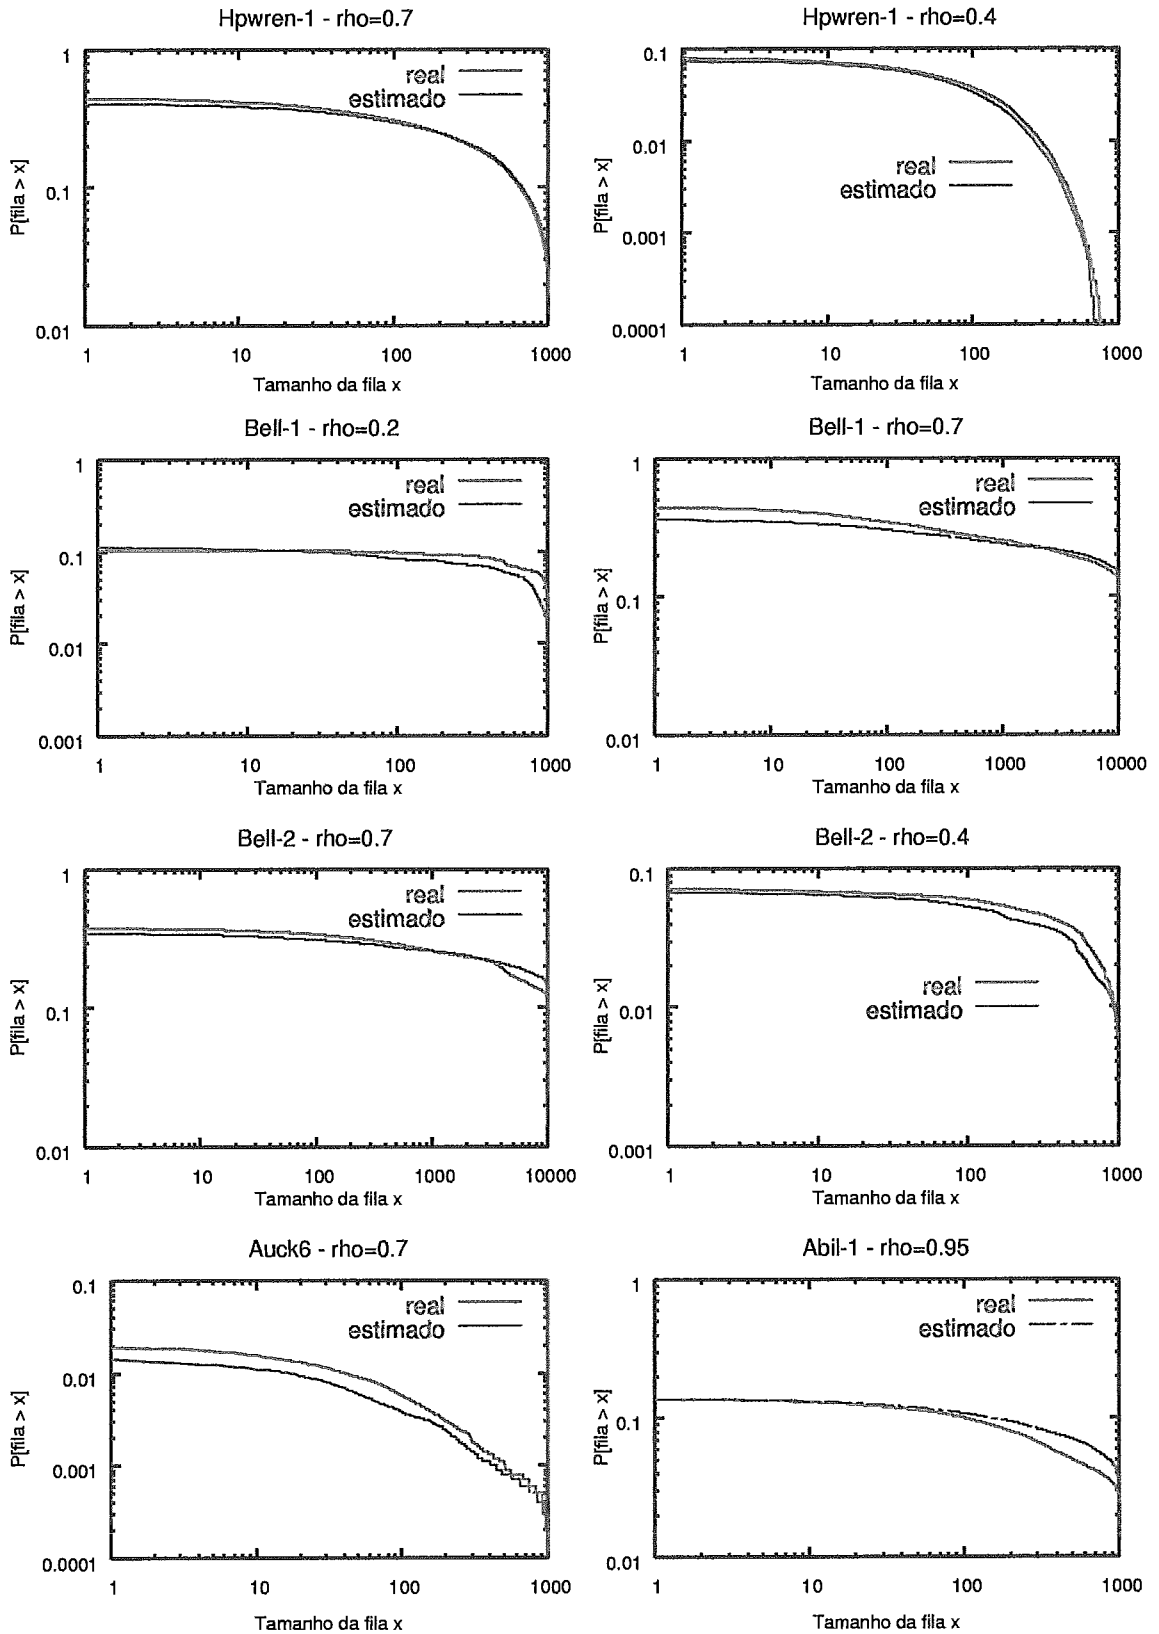 Hpwren-1 - rho=0.7
1
real
estimado
P[fila > x]
0.1
0.01
1 10 100 1000
Tamanho da fila x
Hpwren-1 - rho=0.4
0.1
0.01
real
estimado
P[fila > x]
0.001
0.0001
1 10 100 1000
Tamanho da fila x
Bell-1 - rho=0.2
1
real
estimado
0.1
P[fila > x]
0.01
0.001
1 10 100 1000
Tamanho da fila x
Bell-1 - rho=0.7
1
real
estimado
P[fila > x]
0.1
0.01
1 10 100 1000 10000
Tamanho da fila x
Bell-2 - rho=0.7
1
real
estimado
P[fila > x]
0.1
0.01
1 10 100 1000 10000
Tamanho da fila x
Bell-2 - rho=0.4
0.1
P[fila > x]
real
0.01
estimado
0.001
1 10 100 1000
Tamanho da fila x
Auck6 - rho=0.7
0.1
real
estimado
0.01
P[fila > x]
0.001
0.0001
1 10 100 1000
Tamanho da fila x
Abil-1 - rho=0.95
1
real
estimado
P[fila > x]
0.1
0.01
1 10 100 1000
Tamanho da fila x